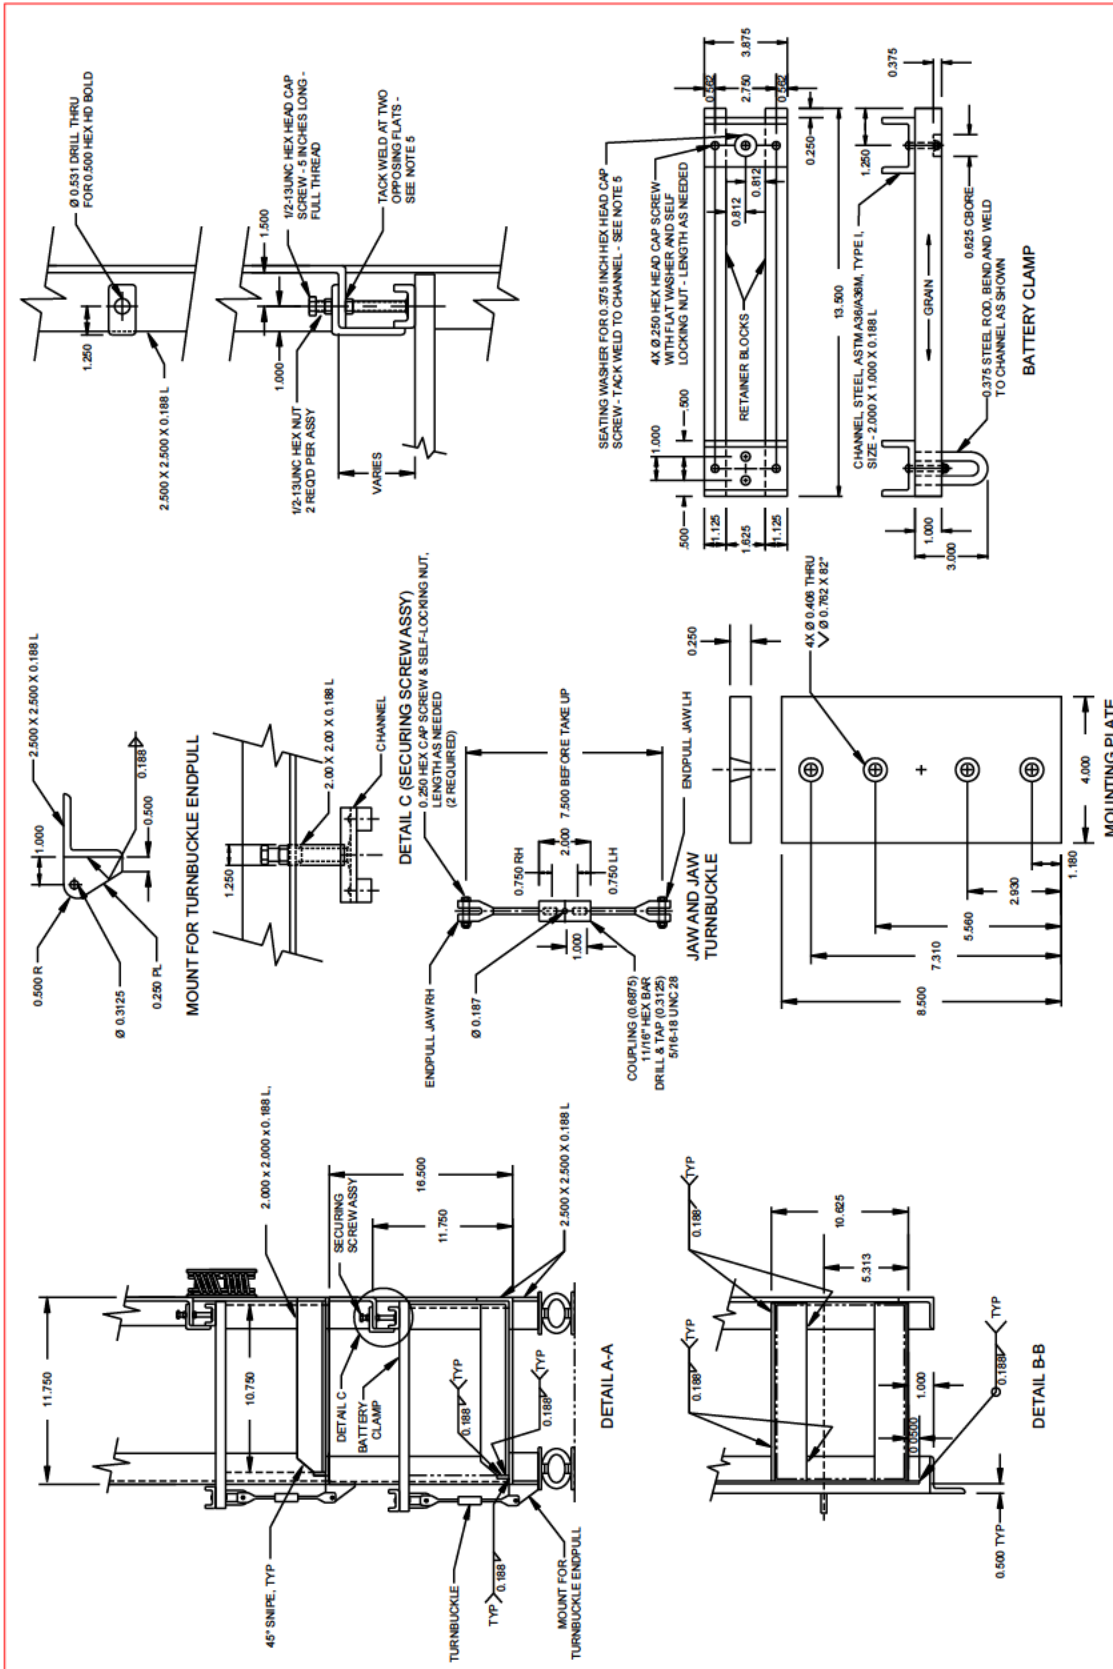 11.750
10.750
45° SNIPE, TYP
2.000 x 2.000 x 0.188 L,
SECURING
SCREW ASSY
16.500
11.750
DETAIL C
BATTERY
CLAMP
0.188
TYP
0.188
TYP
2.500 X 2.500 X 0.188 L
TURNBUCKLE
TYP
0.188
MOUNT FOR
TURNBUCKLE ENDPULL
DETAIL A-A
0.188
TYP
0.188
TYP
10.625
5.313
0.0500
1.000
0.188
TYP
0.500 TYP
DETAIL B-B
0.500 R
1.000
2.500 X 2.500 X 0.188 L
Ø 0.3125
0.250 PL
0.500
0.188
MOUNT FOR TURNBUCKLE ENDPULL
1.250
2.00 X 2.00 X 0.188 L
CHANNEL
DETAIL C (SECURING SCREW ASSY)
0.250 HEX CAP SCREW & SELF-LOCKING NUT,
LENGTH AS NEEDED
(2 REQUIRED)
ENDPULL JAW RH
Ø 0.187
0.750 RH
2.000
7.500 BEFORE TAKE UP
0.750 LH
1.000
COUPLING (0.6875)
11/16" HEX BAR
DRILL & TAP (0.3125)
5/16-18 UNC 28
ENDPULL JAW LH
JAW AND JAW
TURNBUCKLE
0.250
4X Ø 0.406 THRU
Ø 0.762 X 82°
8.500
7.310
5.560
2.930
1.180
4.000
MOUNTING PLATE
1.250
Ø 0.531 DRILL THRU
FOR 0.500 HEX HD BOLD
2.500 X 2.500 X 0.188 L
1/2-13UNC HEX HEAD CAP
SCREW - 5 INCHES LONG -
FULL THREAD
1.500
1.000
1/2-13UNC HEX NUT
2 REQ'D PER ASSY
TACK WELD AT TWO
OPPOSING FLATS -
SEE NOTE 5
VARIES
SEATING WASHER FOR 0.375 INCH HEX HEAD CAP
SCREW - TACK WELD TO CHANNEL - SEE NOTE 5
4X Ø.250 HEX HEAD CAP SCREW
WITH FLAT WASHER AND SELF
LOCKING NUT - LENGTH AS NEEDED
.500
1.000
.500
RETAINER BLOCKS
0.812
0.812
0.562
2.750
0.562
3.875
0.250
1.125
1.625
1.125
13.500
CHANNEL, STEEL, ASTM A36/A36M, TYPE I,
SIZE - 2.000 X 1.000 X 0.188 L
1.250
0.375
1.000
3.000
GRAIN
0.625 CBORE
0.375 STEEL ROD, BEND AND WELD
TO CHANNEL AS SHOWN
BATTERY CLAMP